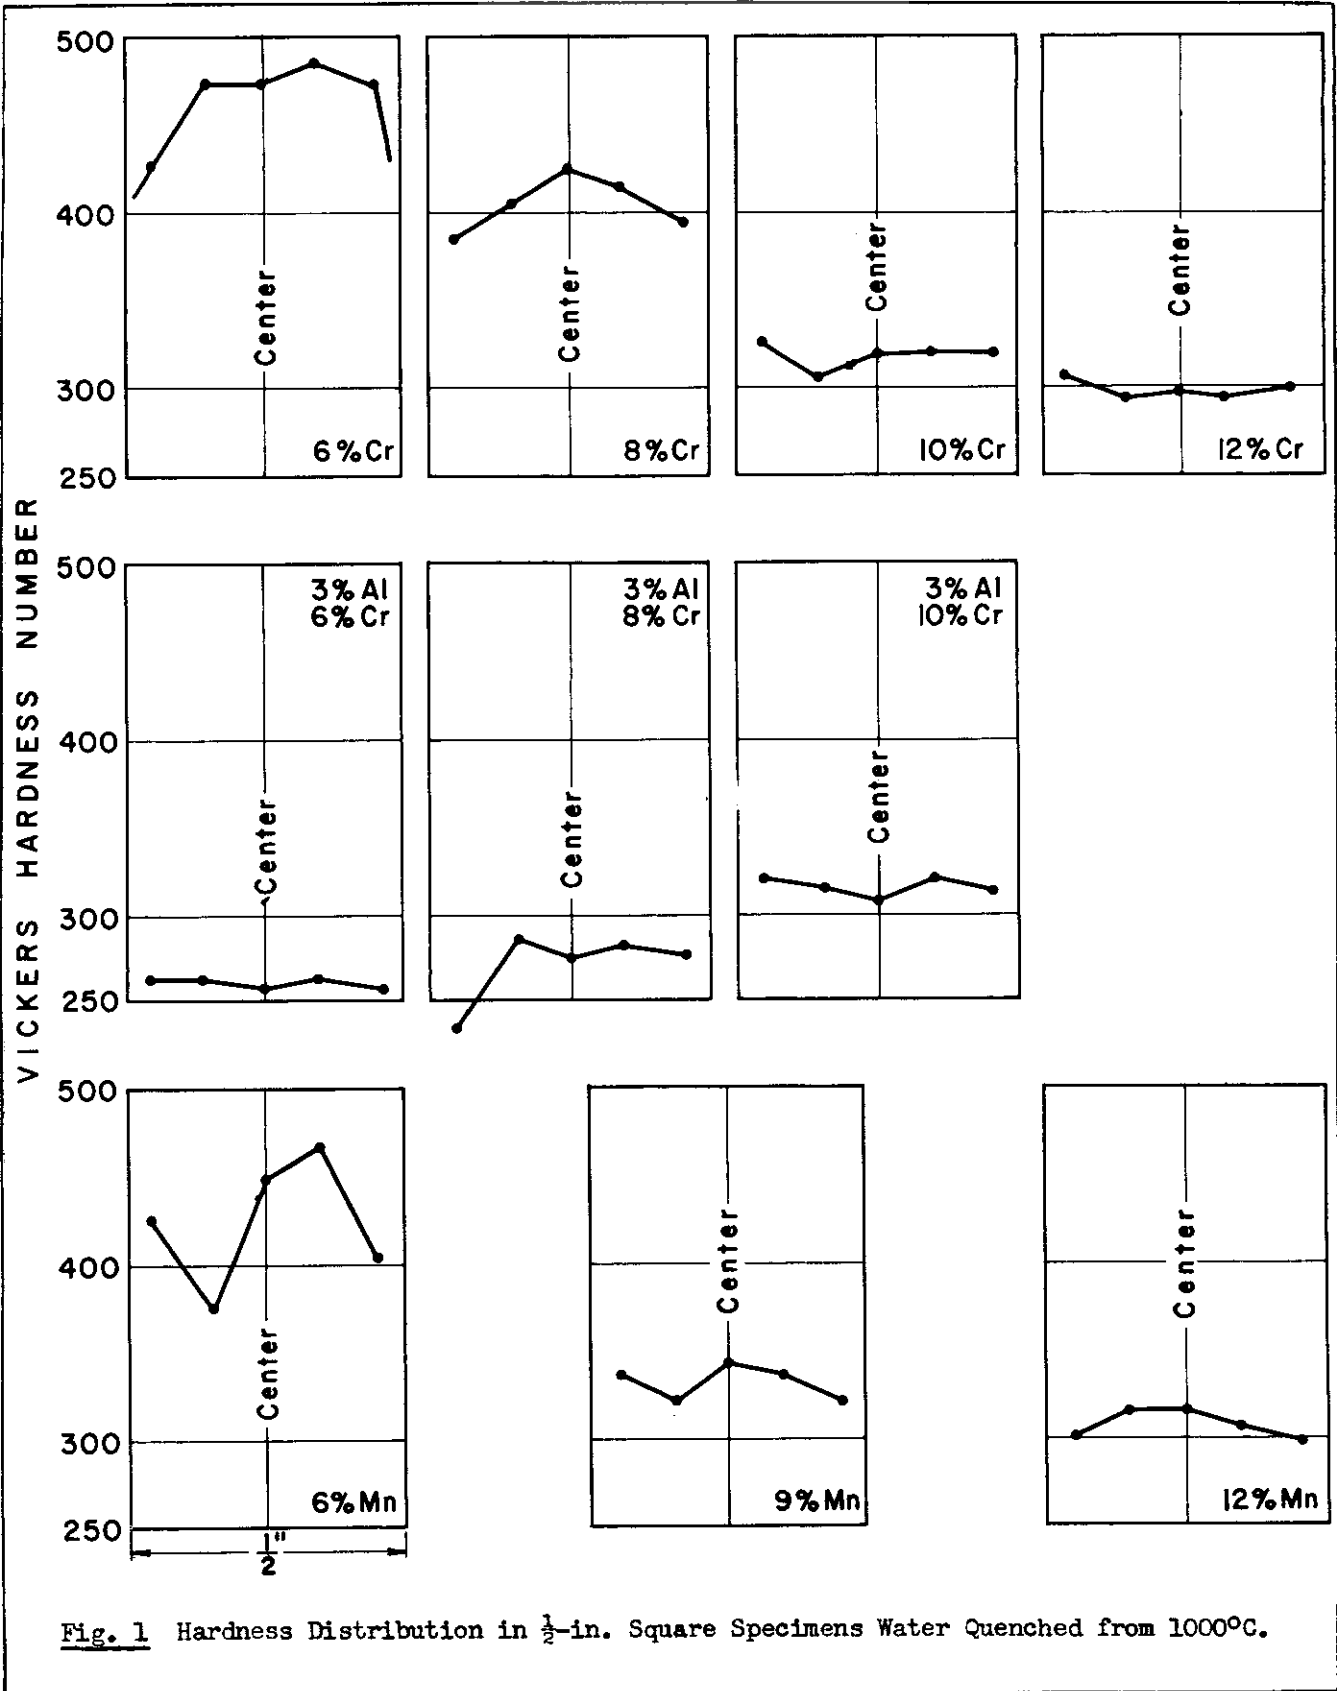 VICKERS HARDNESS NUMBER
500
400
300
250
Center
6%Cr
Center
8%Cr
Center
10%Cr
Center
12%Cr
500
400
300
250
3%Al
6%Cr
Center
3%Al
8%Cr
Center
3%Al
10%Cr
Center
500
400
300
250
Center
6%Mn
1/2"
Center
9%Mn
Center
12%Mn
Fig. 1 Hardness Distribution in ½-in. Square Specimens Water Quenched from 1000°C.